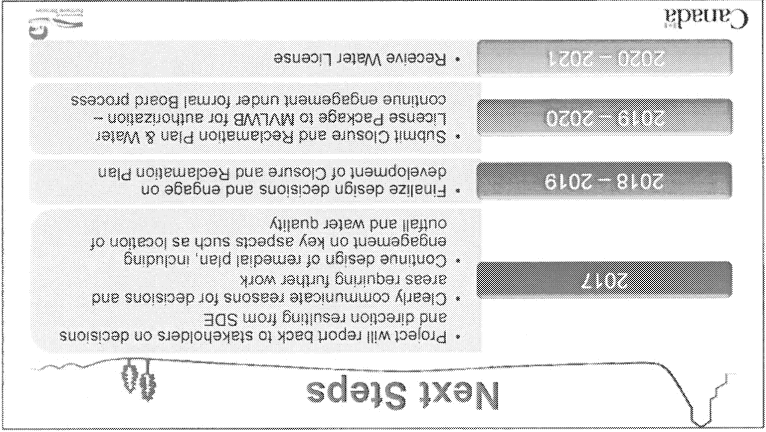 Next Steps
2017
• Project will report back to stakeholders on decisions
and direction resulting from SDE
• Clearly communicate reasons for decisions and
areas requiring further work
• Continue design of remedial plan, including
engagement on key aspects such as location of
outfall and water quality
2018 – 2019
• Finalize design decisions and engage on
development of Closure and Reclamation Plan
2019 – 2020
• Submit Closure and Reclamation Plan & Water
License Package to MVLWB for authorization –
continue engagement under formal Board process
2020 – 2021
• Receive Water License
Canada